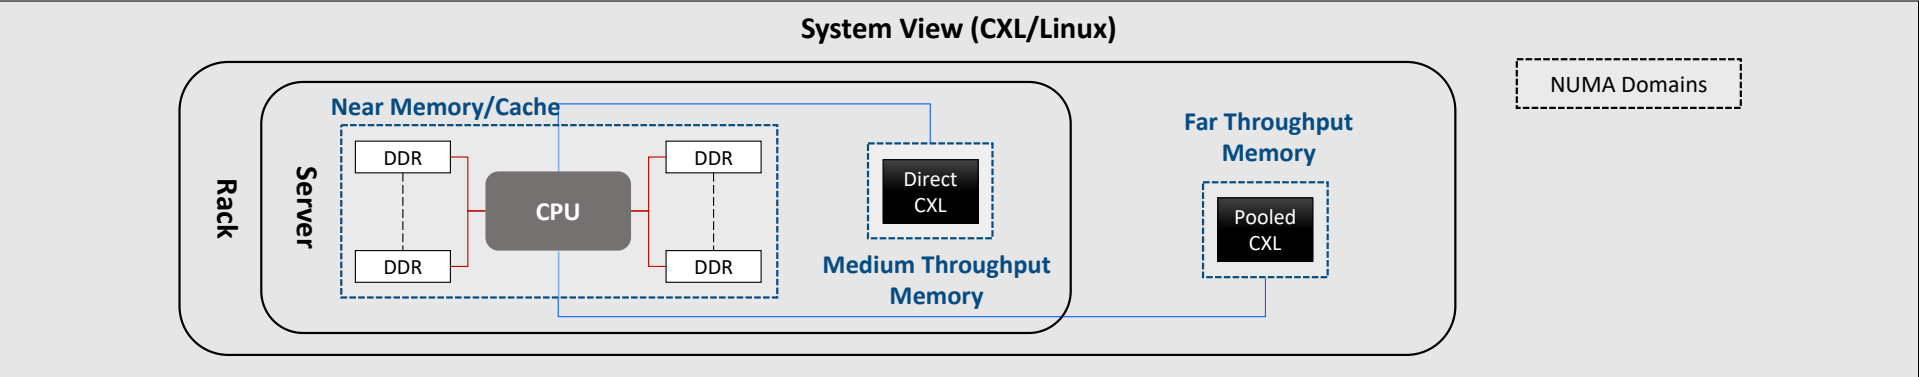 System View (CXL/Linux)
NUMA Domains
Rack
Server
Near Memory/Cache
DDR
DDR
CPU
DDR
DDR
Direct
CXL
Medium Throughput
Memory
Far Throughput
Memory
Pooled
CXL